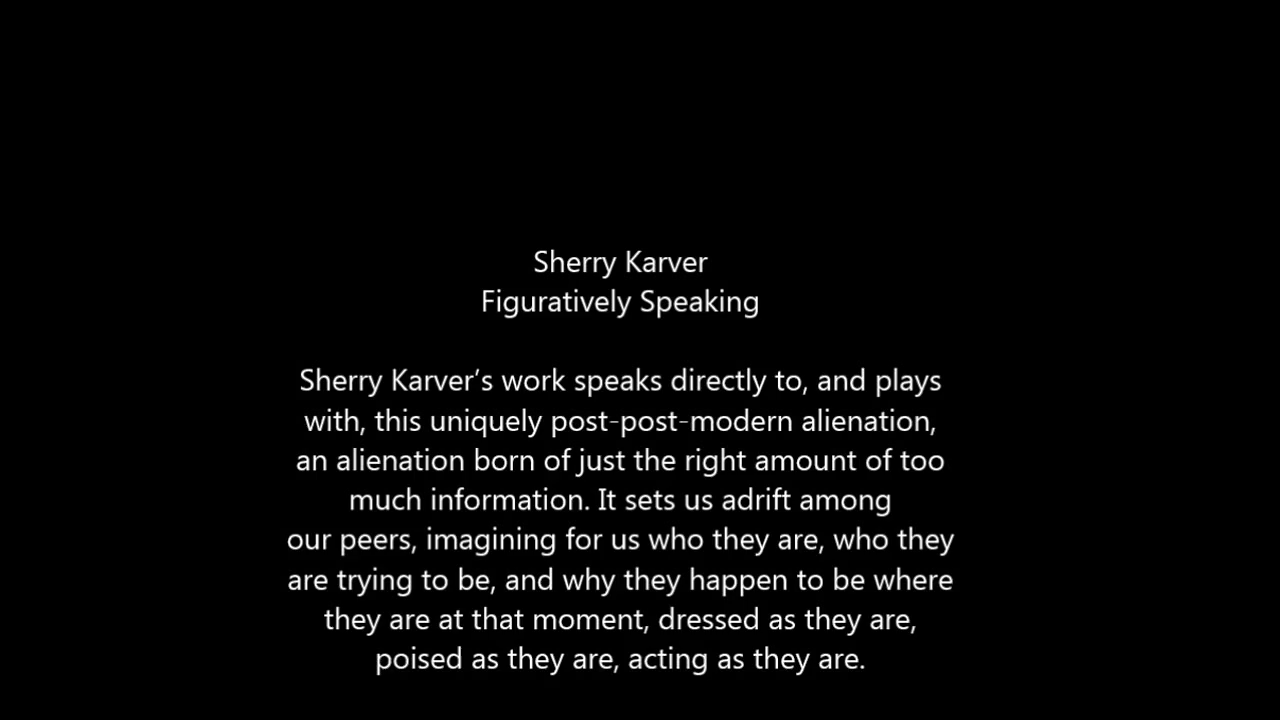 Sherry Karver
Figuratively Speaking
Sherry Karver’s work speaks directly to, and plays
with, this uniquely post-post-modern alienation,
an alienation born of just the right amount of too
much information. It sets us adrift among
our peers, imagining for us who they are, who they
are trying to be, and why they happen to be where
they are at that moment, dressed as they are,
poised as they are, acting as they are.